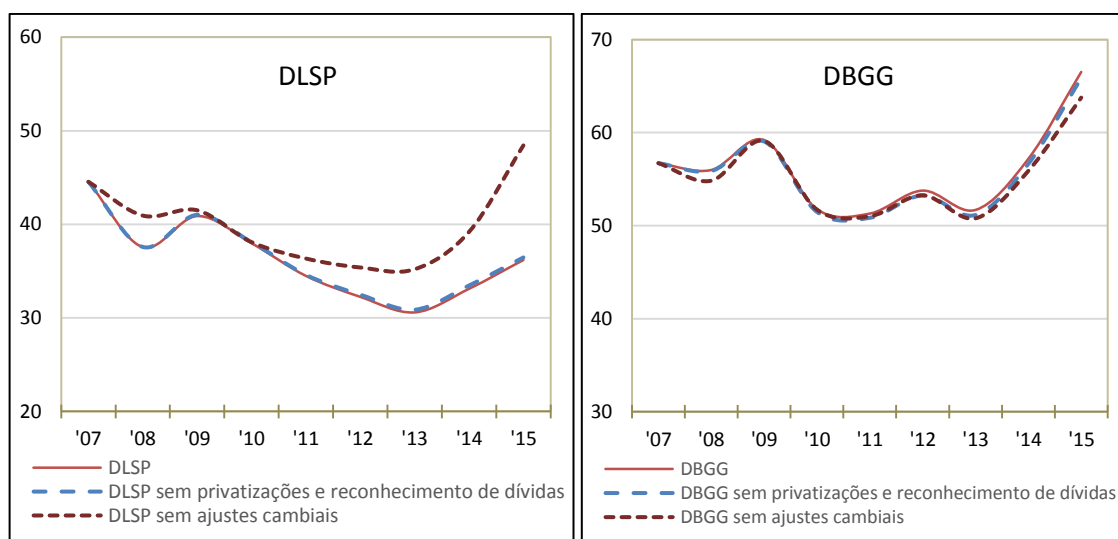 DLSP
60
50
40
30
20
'07 '08 '09 '10 '11 '12 '13 '14 '15
DLSP
DLSP sem privatizações e reconhecimento de dívidas
DLSP sem ajustes cambiais
DBGG
70
60
50
40
30
'07 '08 '09 '10 '11 '12 '13 '14 '15
DBGG
DBGG sem privatizações e reconhecimento de dívidas
DBGG sem ajustes cambiais